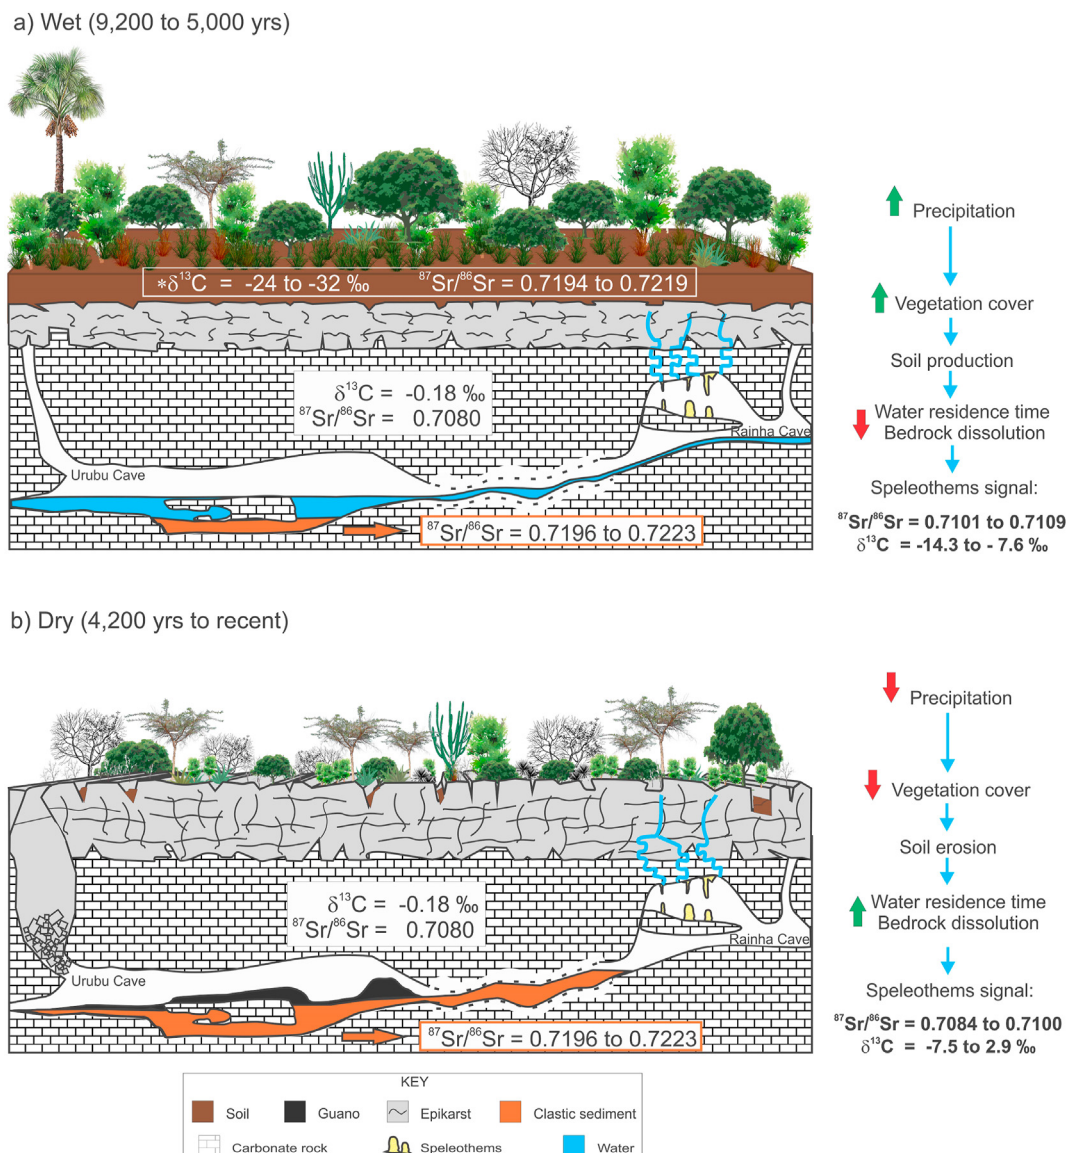 a) Wet (9,200 to 5,000 yrs)
Precipitation
*δ¹³C = -24 to -32 ‰ ⁸⁷Sr/⁸⁶Sr = 0.7194 to 0.7219
Vegetation cover
Soil production
δ¹³C = -0.18 ‰
⁸⁷Sr/⁸⁶Sr = 0.7080
Water residence time
Bedrock dissolution
Rainha Cave
Urubu Cave
Speleothems signal:
⁸⁷Sr/⁸⁶Sr = 0.7101 to 0.7109
δ¹³C = -14.3 to - 7.6 ‰
⁸⁷Sr/⁸⁶Sr = 0.7196 to 0.7223
b) Dry (4,200 yrs to recent)
Precipitation
Vegetation cover
Soil erosion
δ¹³C = -0.18 ‰
⁸⁷Sr/⁸⁶Sr = 0.7080
Water residence time
Bedrock dissolution
Rainha Cave
Urubu Cave
Speleothems signal:
⁸⁷Sr/⁸⁶Sr = 0.7084 to 0.7100
δ¹³C = -7.5 to 2.9 ‰
⁸⁷Sr/⁸⁶Sr = 0.7196 to 0.7223
KEY
Soil Guano Epikarst Clastic sediment
Carbonate rock Speleothems Water